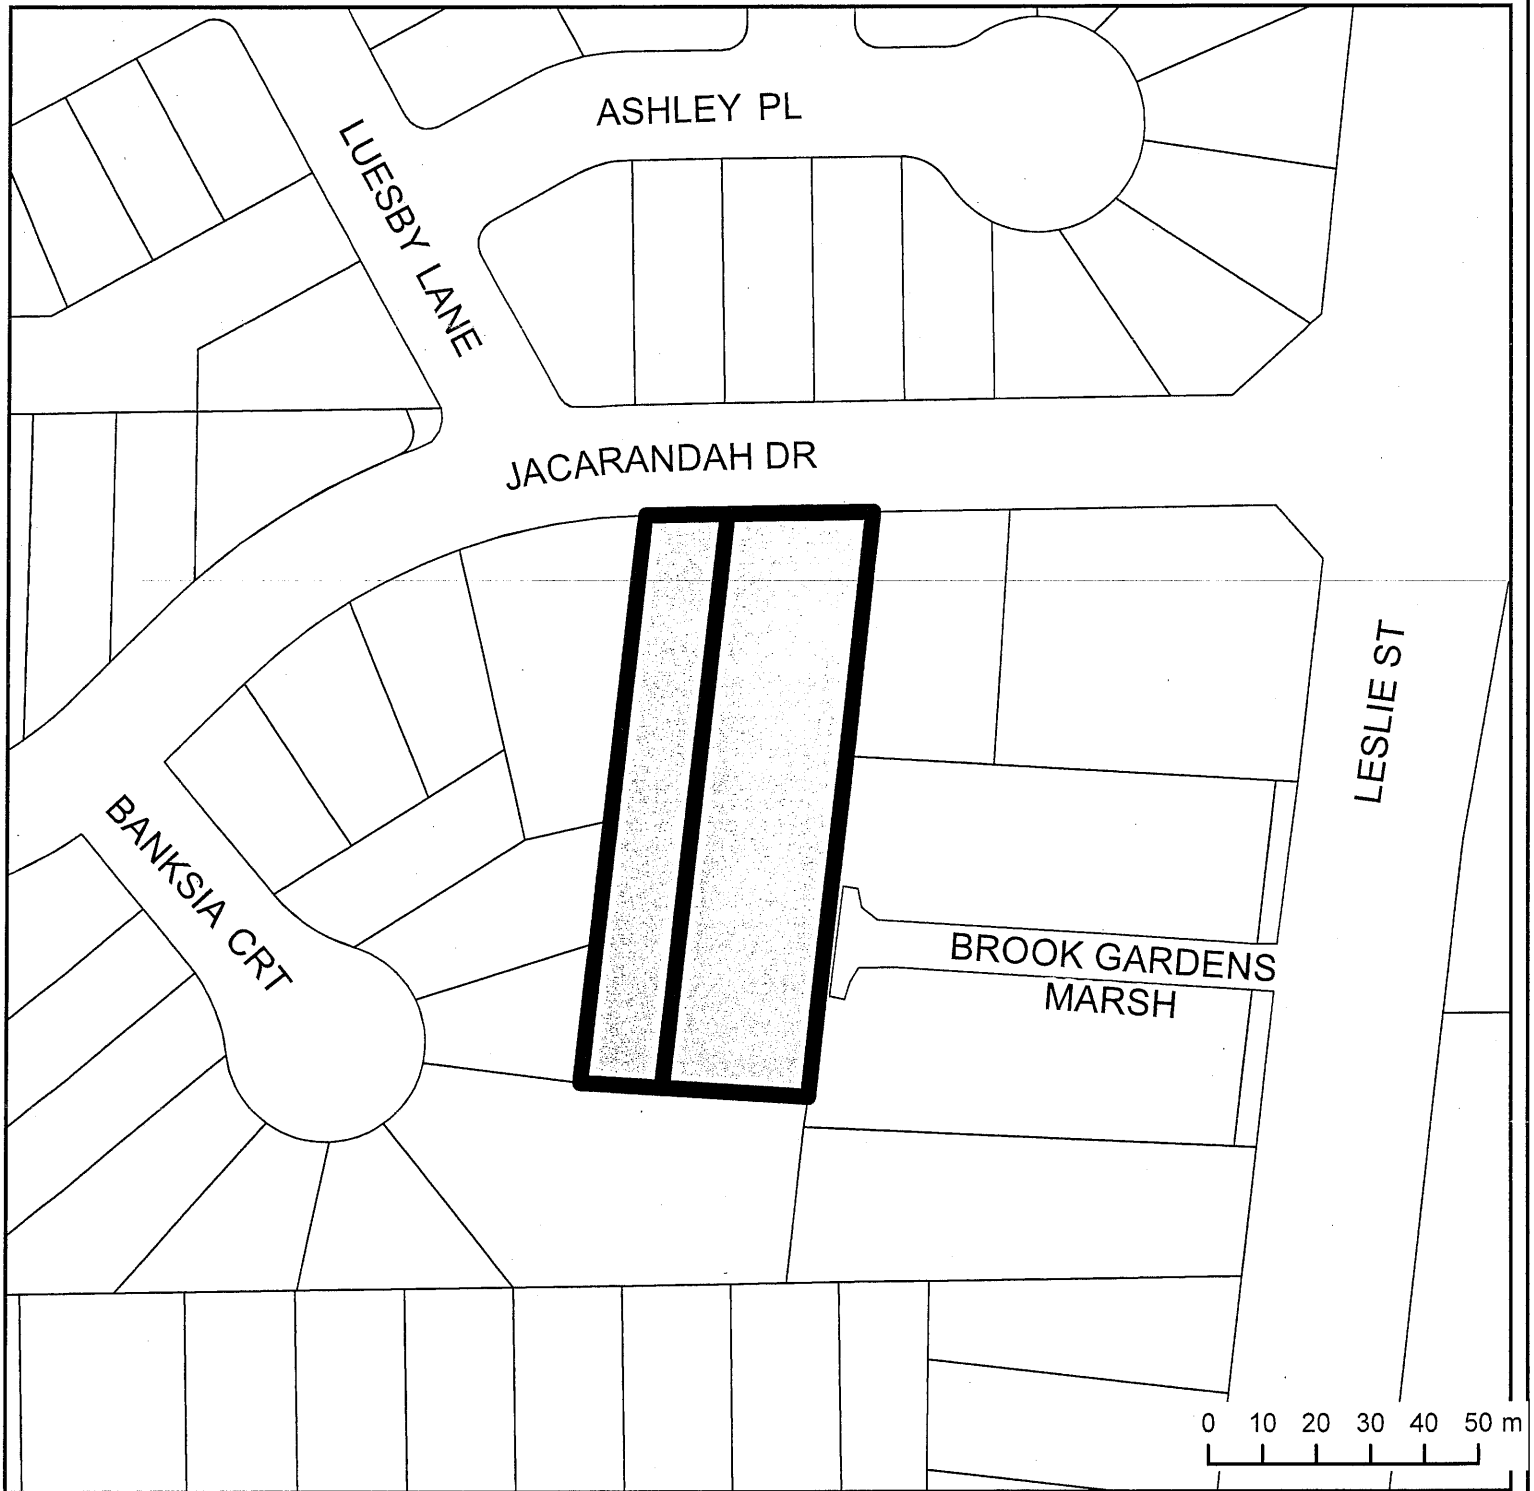 ASHLEY PL
LUESBY LANE
JACARANDAH DR
LESLIE ST
BANKSIA CRT
BROOK GARDENS
MARSH
0 10 20 30 40 50 m